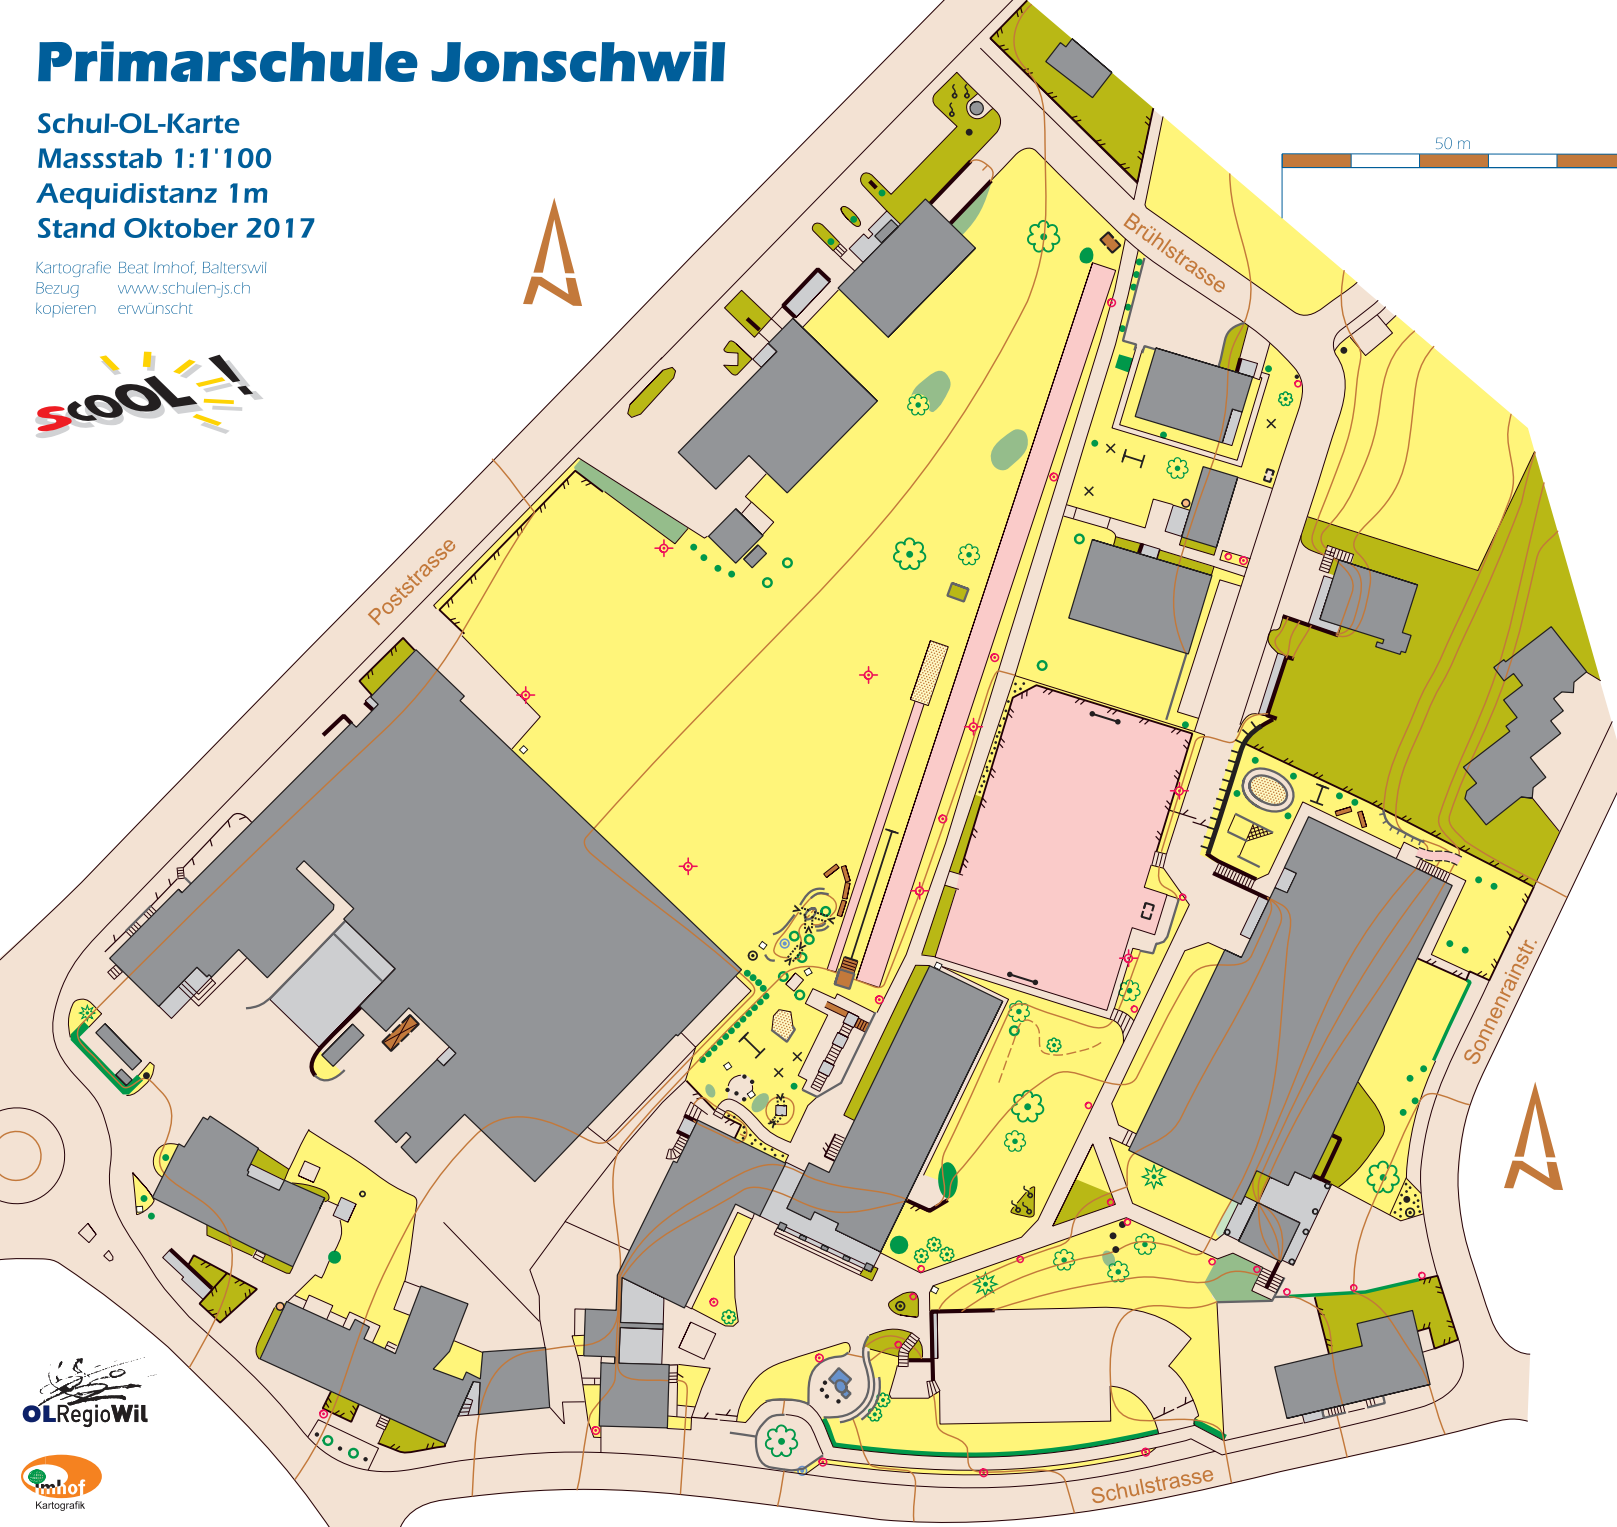 Primarschule Jonschwil
Schul-OL-Karte
Massstab 1:1'100
Aequidistanz 1m
Stand Oktober 2017
Kartografie Beat Imhof, Balterswil
Bezug www.schulen-js.ch
kopieren erwünscht
sCOOL!
50 m
Brühlstrasse
Poststrasse
Sonnenrainstr.
Schulstrasse
OLRegioWil
imhof
Kartografik
N
N